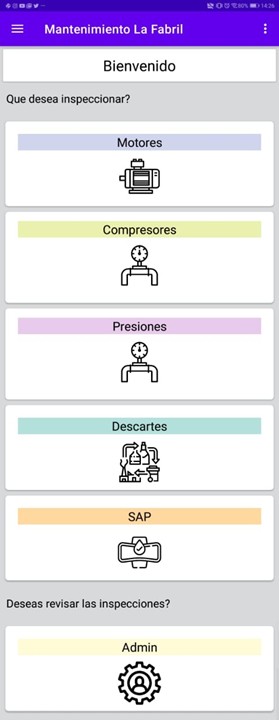 80% 14:26
Mantenimiento La Fabril
Bienvenido
Que desea inspeccionar?
Motores
Compresores
Presiones
Descartes
SAP
Deseas revisar las inspecciones?
Admin